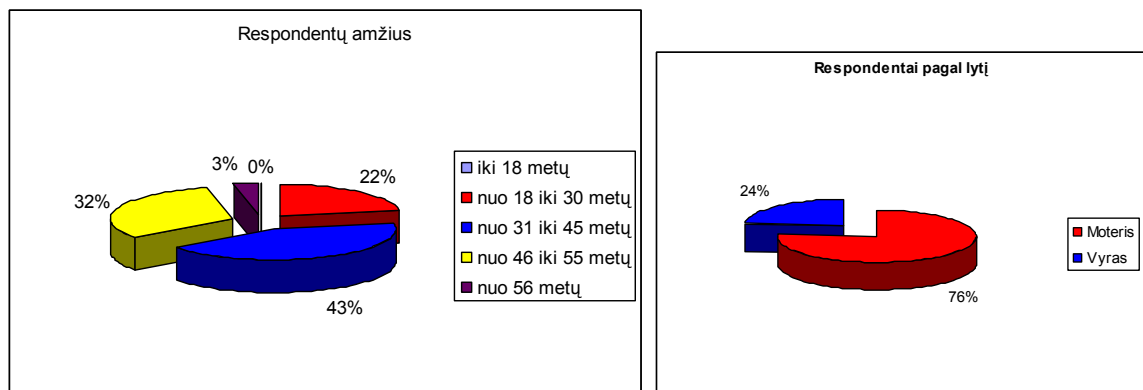 Respondentų amžius
3%
0%
22%
32%
43%
iki 18 metų
nuo 18 iki 30 metų
nuo 31 iki 45 metų
nuo 46 iki 55 metų
nuo 56 metų
Respondentai pagal lytį
24%
76%
Moteris
Vyras